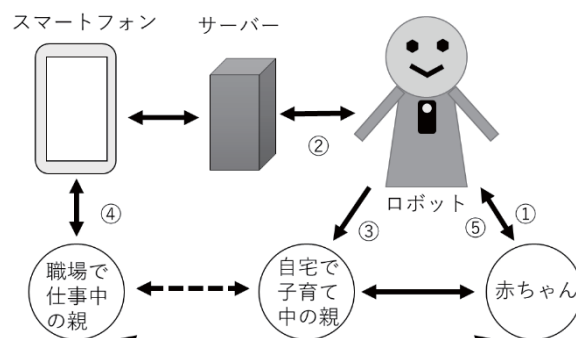 スマートフォン
サーバー
②
ロボット
④
③
⑤
①
職場で
仕事中
の親
自宅で
子育て
中の親
赤ちゃん